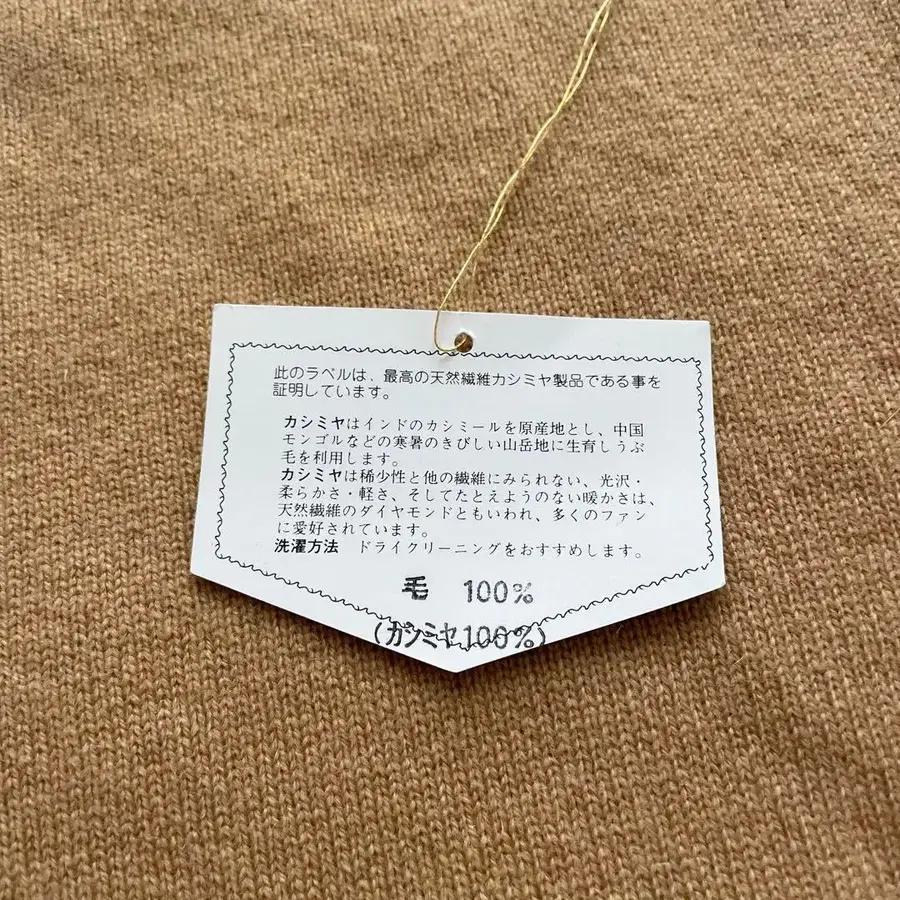 此のラベルは、最高の天然繊維カシミヤ製品である事を
証明しています。
カシミヤはインドのカシミールを原産地とし、中国
モンゴルなどの寒暑のきびしい山岳地に生育しうぶ
毛を利用します。
カシミヤは稀少性と他の繊維にみられない、光沢・
柔らかさ・軽さ、そしてたとえようのない暖かさは、
天然繊維のダイヤモンドともいわれ、多くのファン
に愛好されています。
洗濯方法　ドライクリーニングをおすすめします。
毛　100%
(カシミヤ100%)